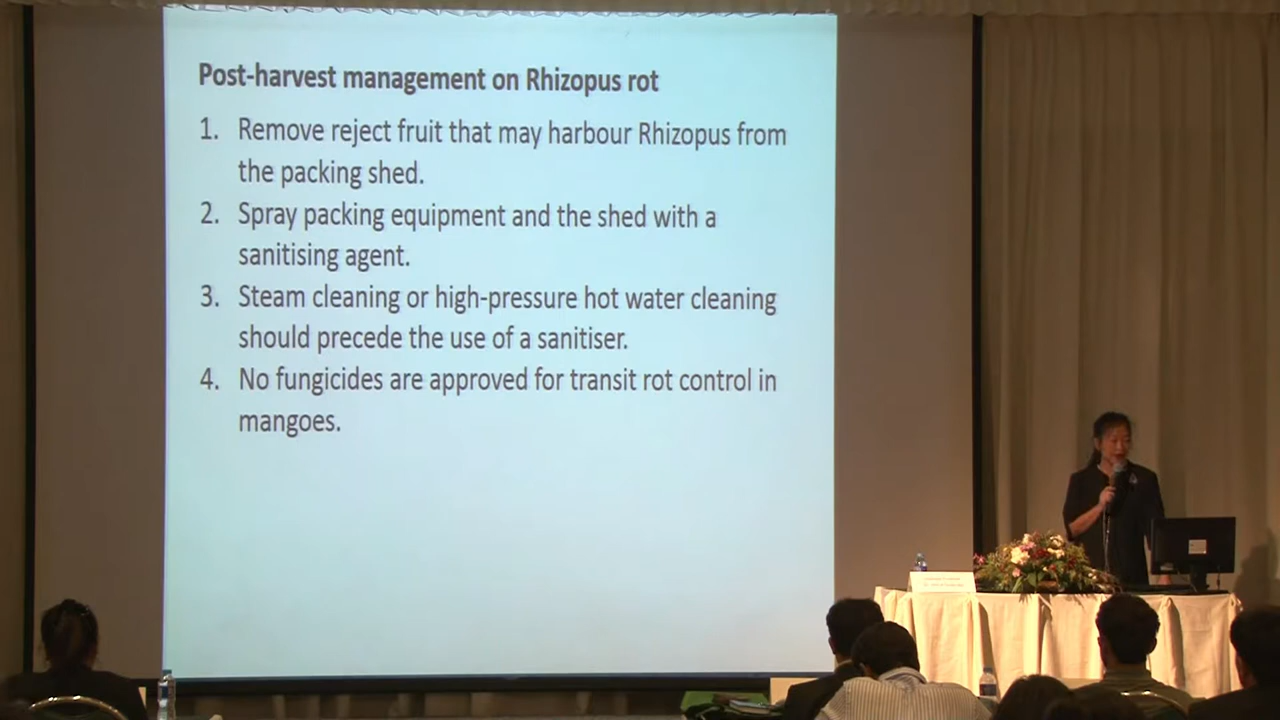 Post-harvest management on Rhizopus rot
1. Remove reject fruit that may harbour Rhizopus from
the packing shed.
2. Spray packing equipment and the shed with a
sanitising agent.
3. Steam cleaning or high-pressure hot water cleaning
should precede the use of a sanitiser.
4. No fungicides are approved for transit rot control in
mangoes.